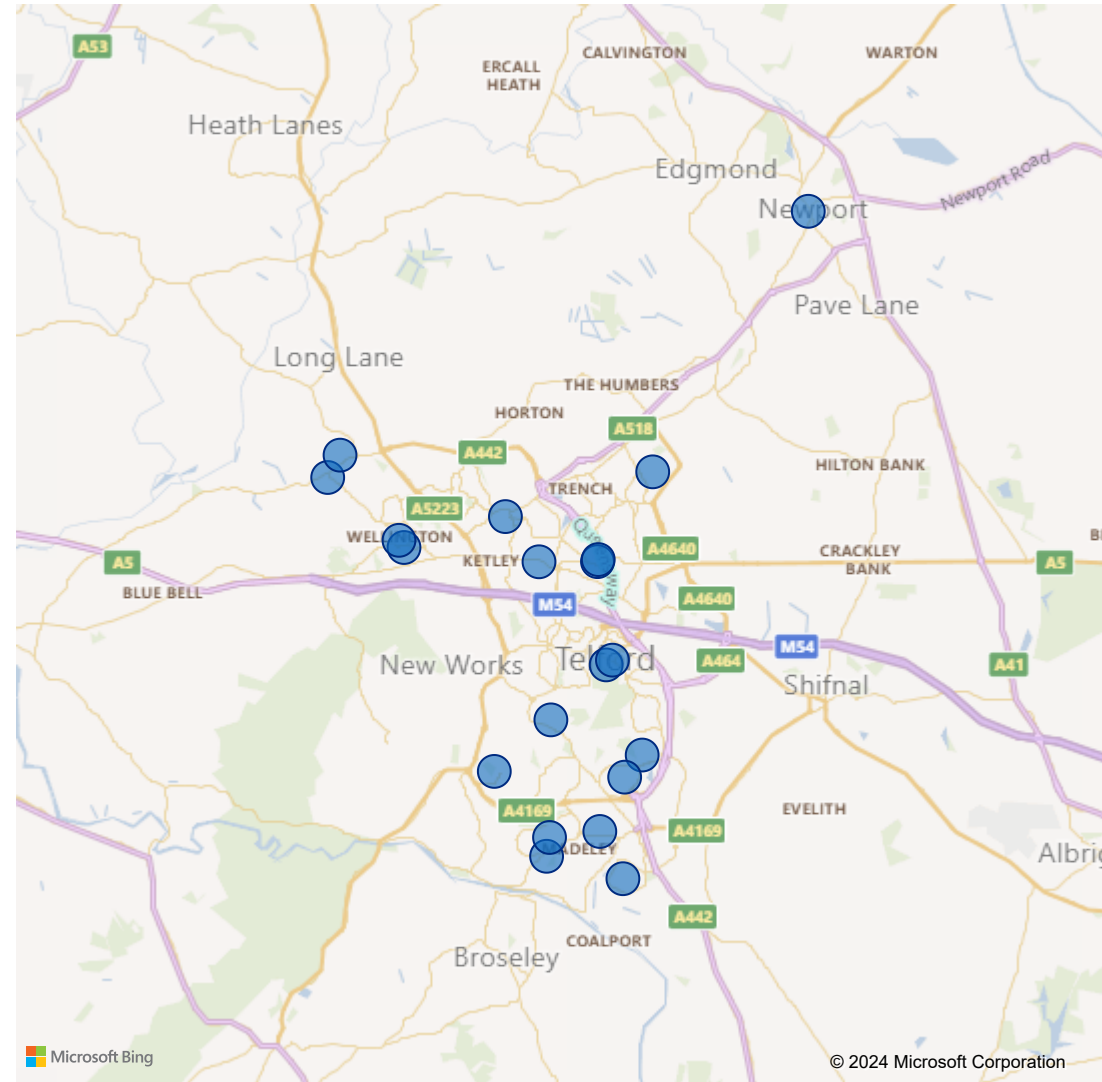 A53
CALVINGTON
WARTON
ERCALL
HEATH
Heath Lanes
Edgmond
Newport Road
Newport
Pave Lane
Long Lane
THE HUMBERS
HORTON
A518
A442
HILTON BANK
TRENCH
A5223
WELLINGTON
A4640
CRACKLEY
BANK
KETLEY
A5
A5
BLUE BELL
way
A4640
M54
M54
New Works
Telford
A464
A41
Shifnal
A4169
EVELITH
A4169
MADELEY
A442
COALPORT
Broseley
Microsoft Bing
© 2024 Microsoft Corporation